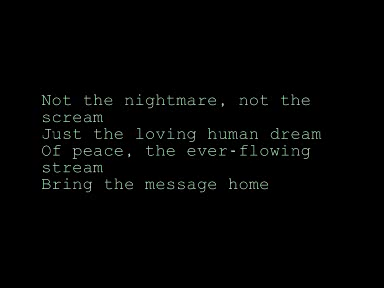 Not the nightmare, not the
scream
Just the loving human dream
Of peace, the ever-flowing
stream
Bring the message home